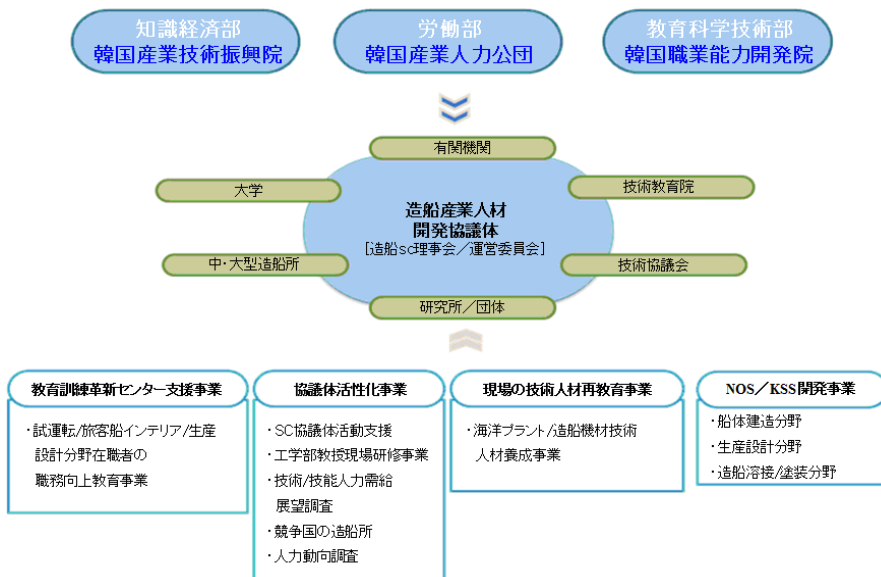 知識経済部
韓国産業技術振興院
労働部
韓国産業人力公団
教育科学技術部
韓国職業能力開発院
有関機関
大学
技術教育院
造船産業人材
開発協議体
[造船sc理事会／運営委員会]
中・大型造船所
技術協議会
研究所／団体
教育訓練革新センター支援事業
・試運転/旅客船インテリア/生産
設計分野在職者の
職務向上教育事業
協議体活性化事業
・SC協議体活動支援
・工学部教授現場研修事業
・技術/技能人力需給
展望調査
・競争国の造船所
・人力動向調査
現場の技術人材再教育事業
・海洋プラント/造船機材技術
人材養成事業
NOS／KSS開発事業
・船体建造分野
・生産設計分野
・造船溶接/塗装分野